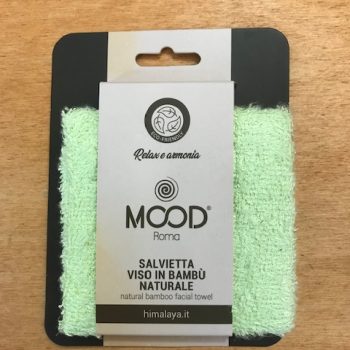 ECO-FRIENDLY
Relax e armonia
MOOD®
Roma
SALVIETTA
VISO IN BAMBÙ
NATURALE
natural bamboo facial towel
himalaya.it